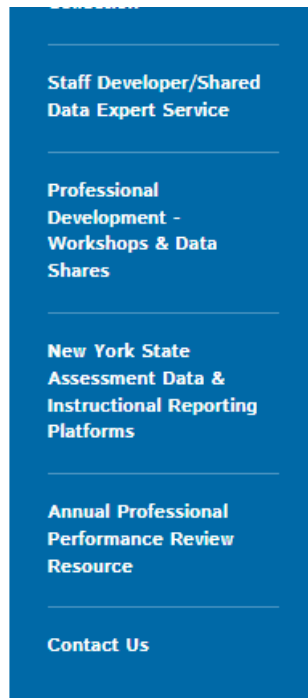 Staff Developer/Shared
Data Expert Service
Professional
Development -
Workshops & Data
Shares
New York State
Assessment Data &
Instructional Reporting
Platforms
Annual Professional
Performance Review
Resource
Contact Us